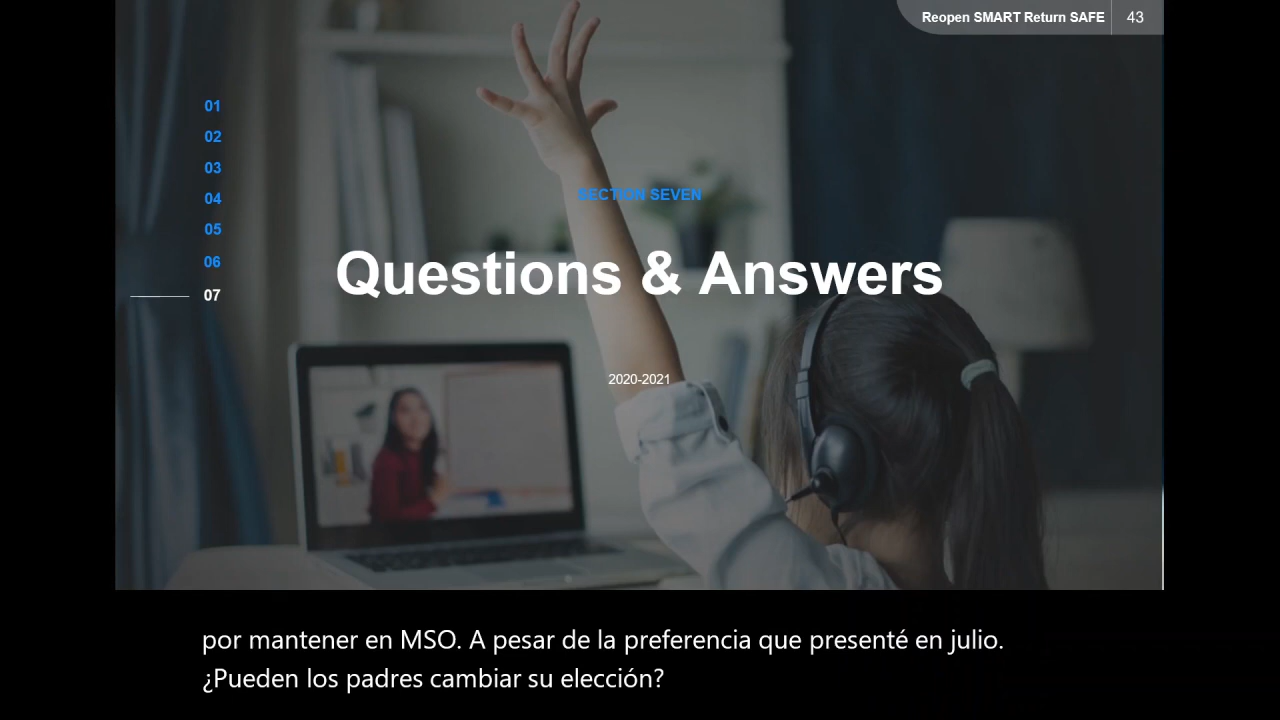 Reopen SMART Return SAFE 43
01
02
03
04
05
06
07
SECTION SEVEN
Questions & Answers
2020-2021
por mantener en MSO. A pesar de la preferencia que presenté en julio.
¿Pueden los padres cambiar su elección?